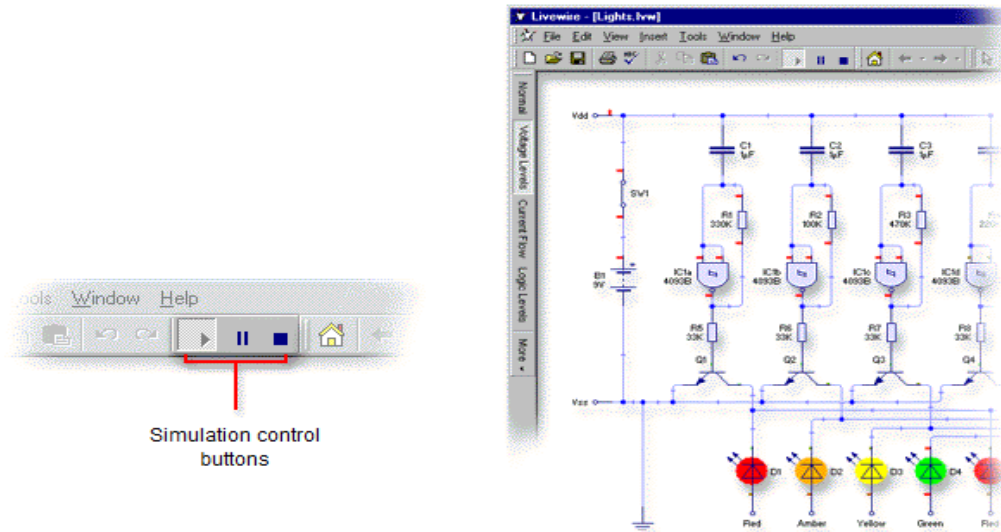 ools Window Help
Simulation control
buttons
Livewire - [Lights.lvw]
File Edit View Insert Tools Window Help
ABC
Normal
Voltage Levels
Current Flow
Logic Levels
More
Vdd
C1
1µF
C2
1µF
C3
1µF
SW1
R1
330K
R2
100K
R3
470K
220
B1
9V
IC1a
4093B
IC1b
4093B
IC1c
4093B
IC1d
4093B
R5
33K
R6
33K
R7
33K
R8
33K
Q1
Q2
Q3
Q4
Vss
D1
D2
D3
D4
Red
Amber
Yellow
Green
Red